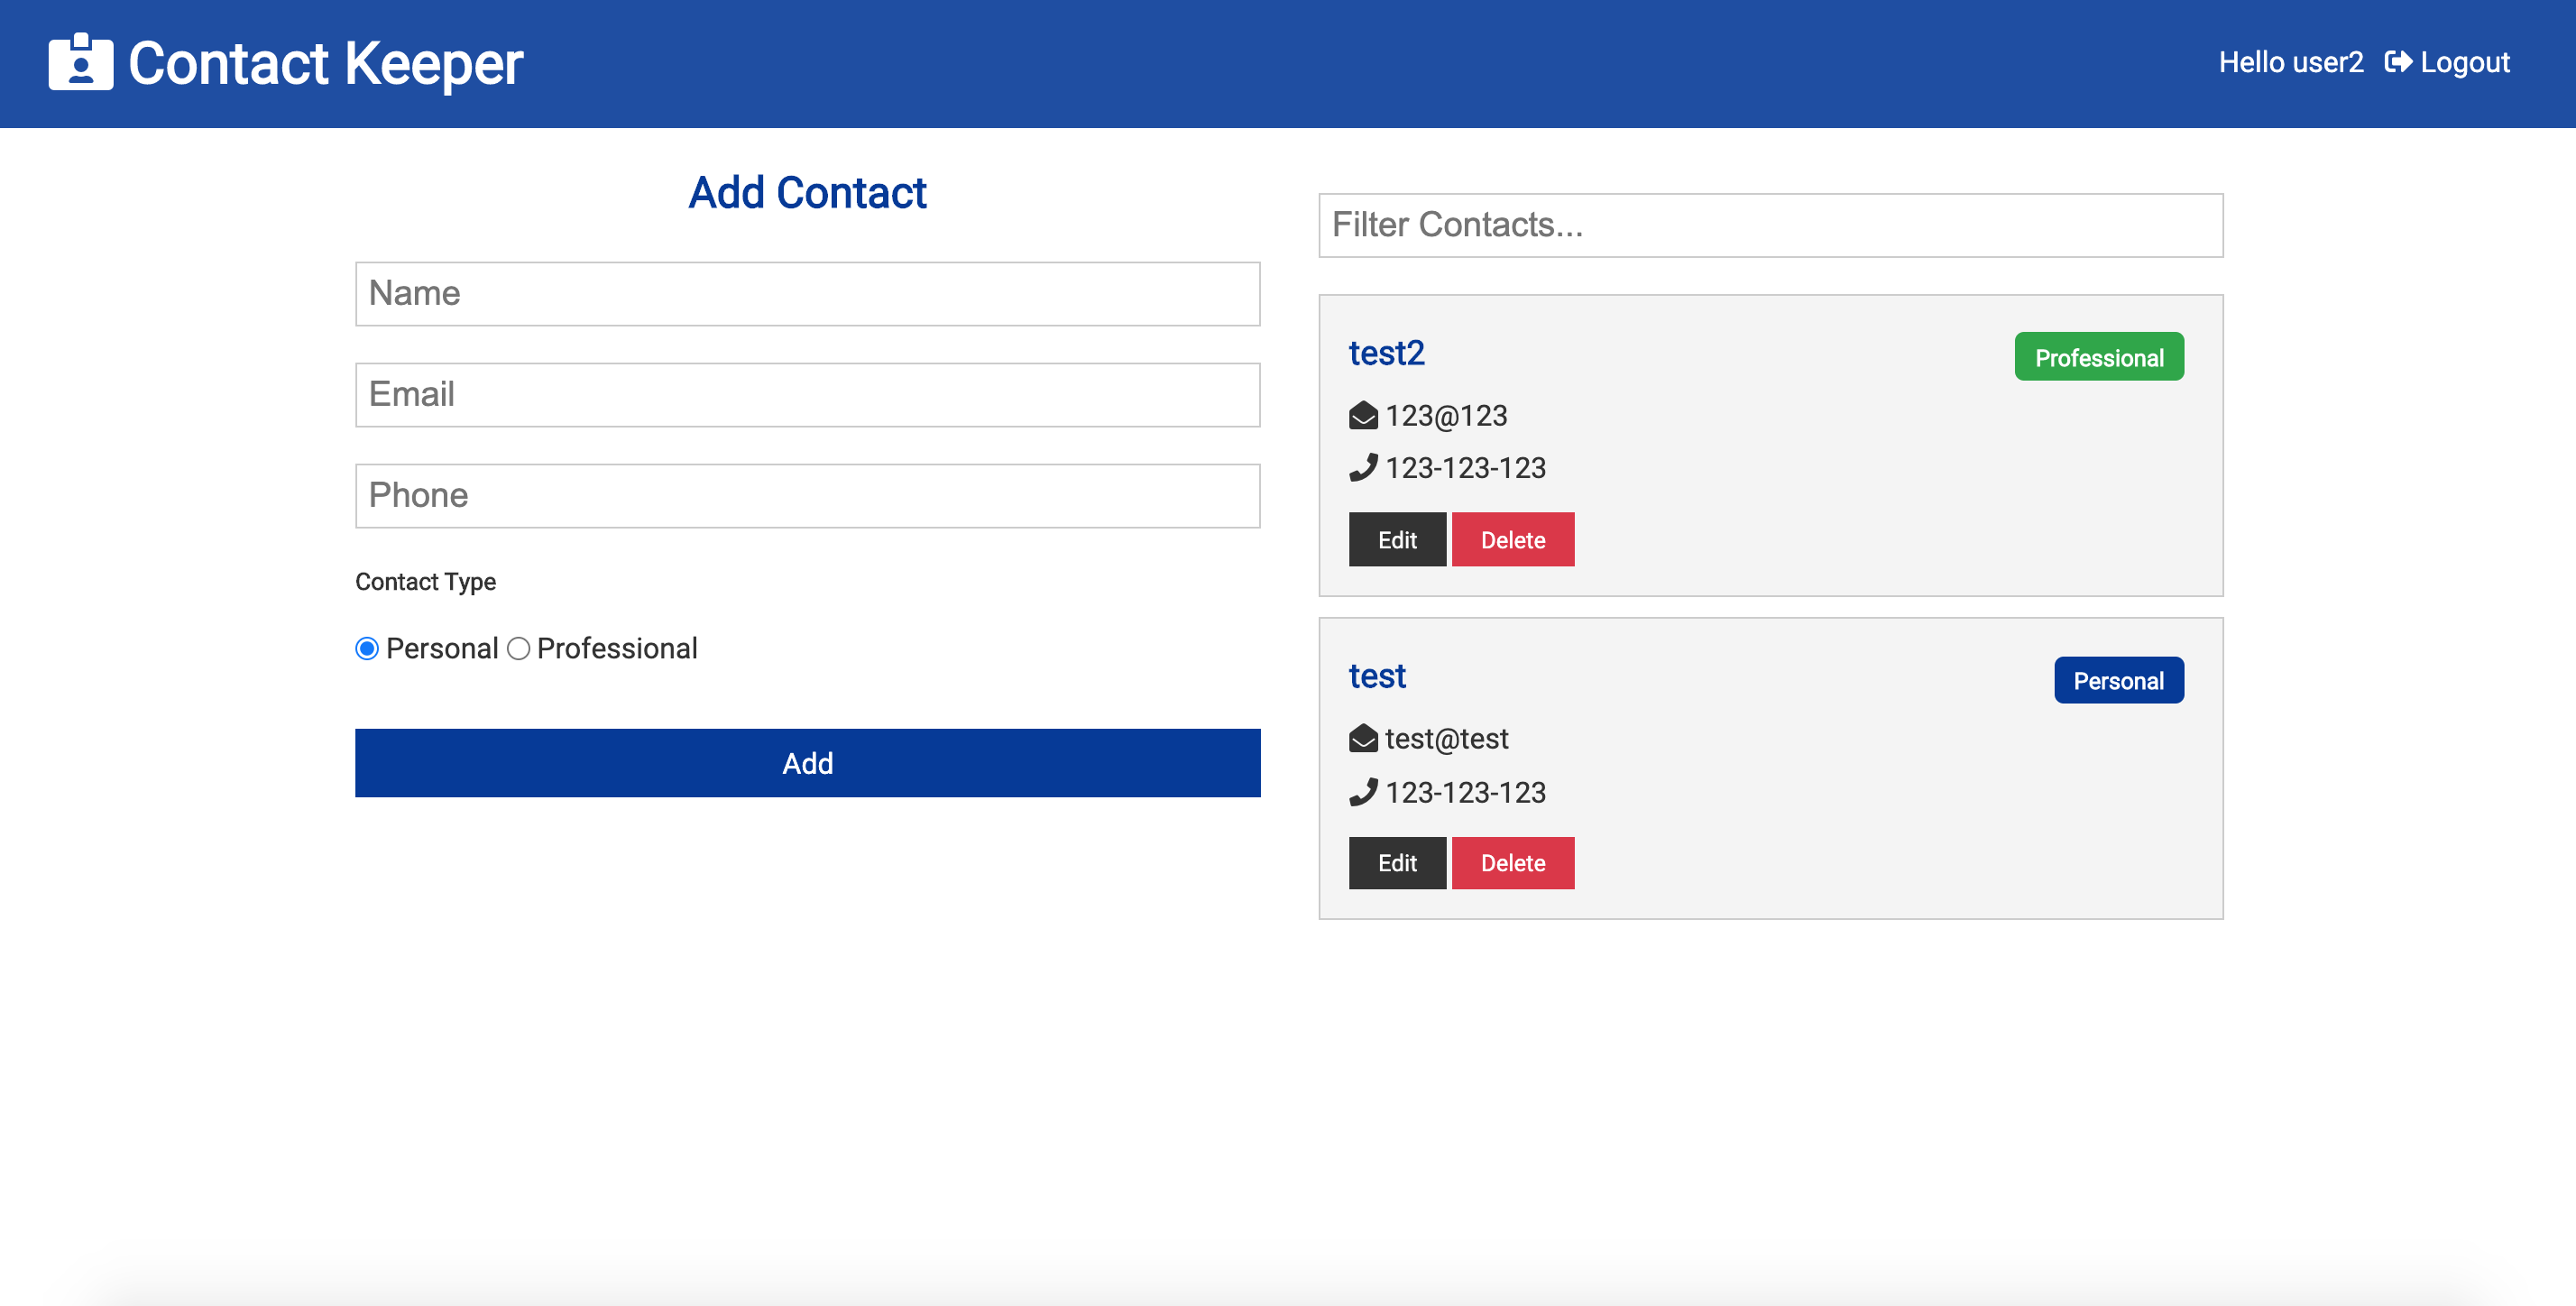 Contact Keeper
Hello user2 Logout
Add Contact
Name
Email
Phone
Contact Type
Personal Professional
Add
Filter Contacts...
test2
Professional
123@123
123-123-123
Edit Delete
test
Personal
test@test
123-123-123
Edit Delete